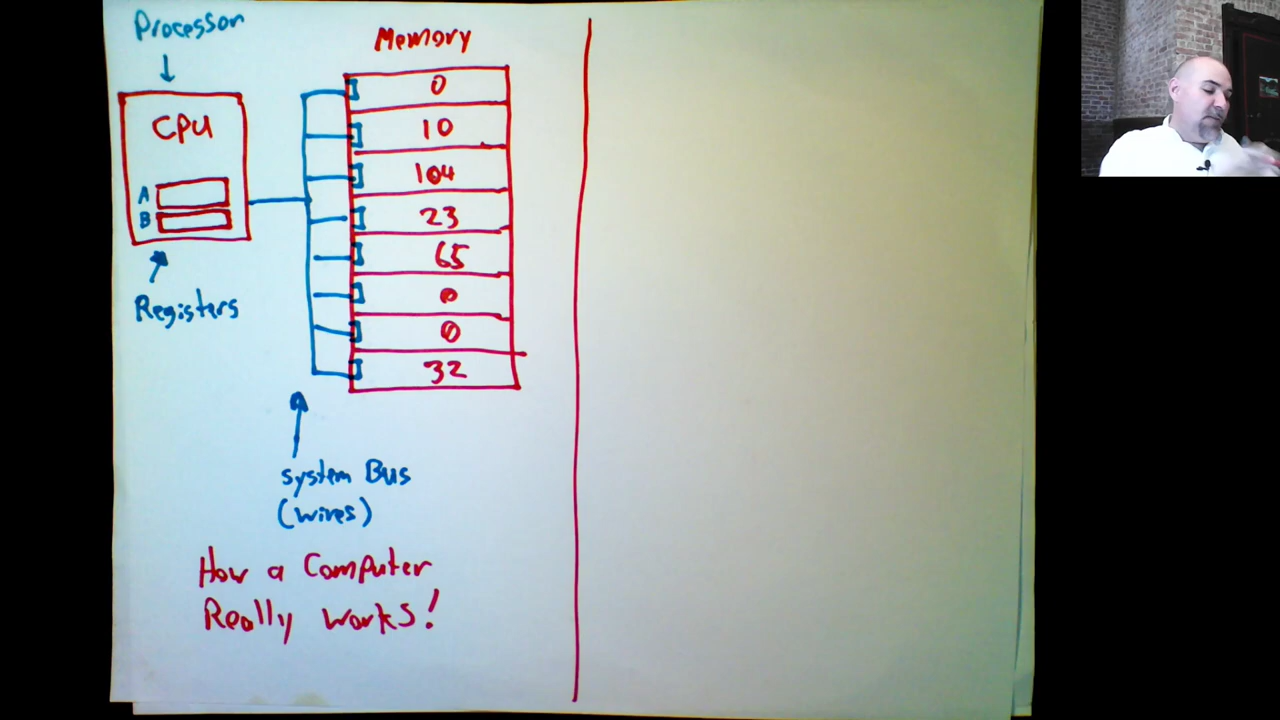 Processor
Memory
CPU
A
B
Registers
0
10
104
23
65
0
0
32
system Bus
(wires)
How a Computer
Really Works!